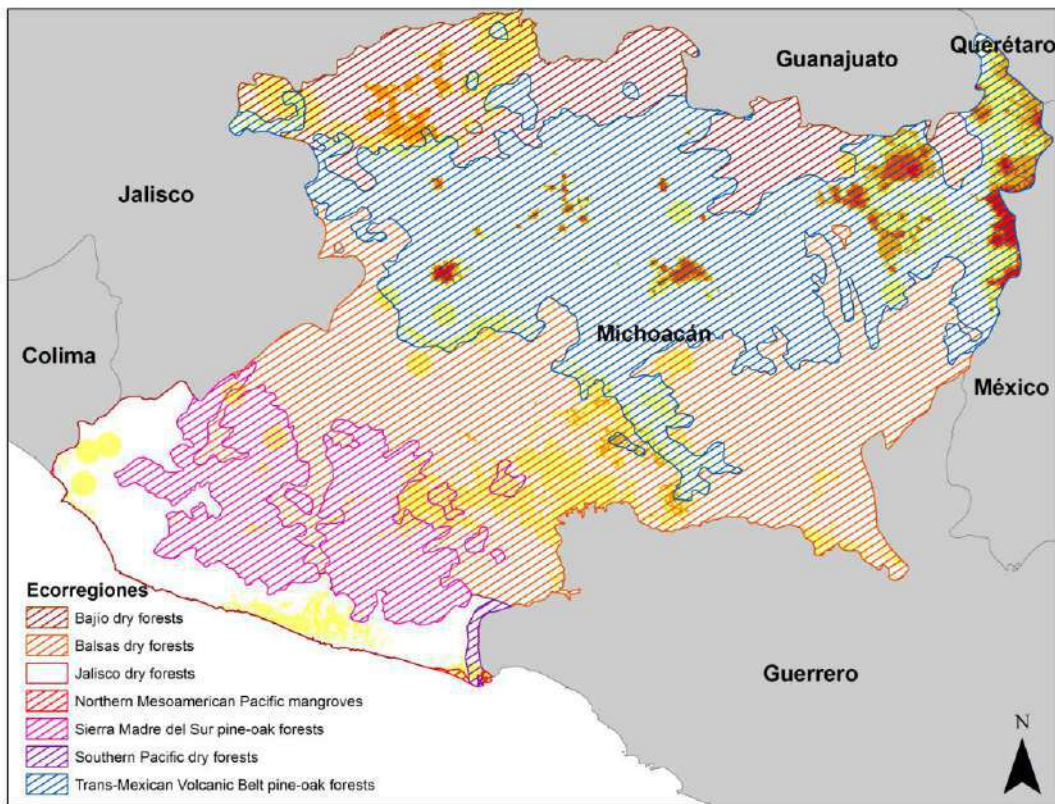 Guanajuato
Querétaro
Jalisco
Michoacán
Colima
México
Guerrero
Ecorregiones
Bajío dry forests
Balsas dry forests
Jalisco dry forests
Northern Mesoamerican Pacific mangroves
Sierra Madre del Sur pine-oak forests
Southern Pacific dry forests
Trans-Mexican Volcanic Belt pine-oak forests
N